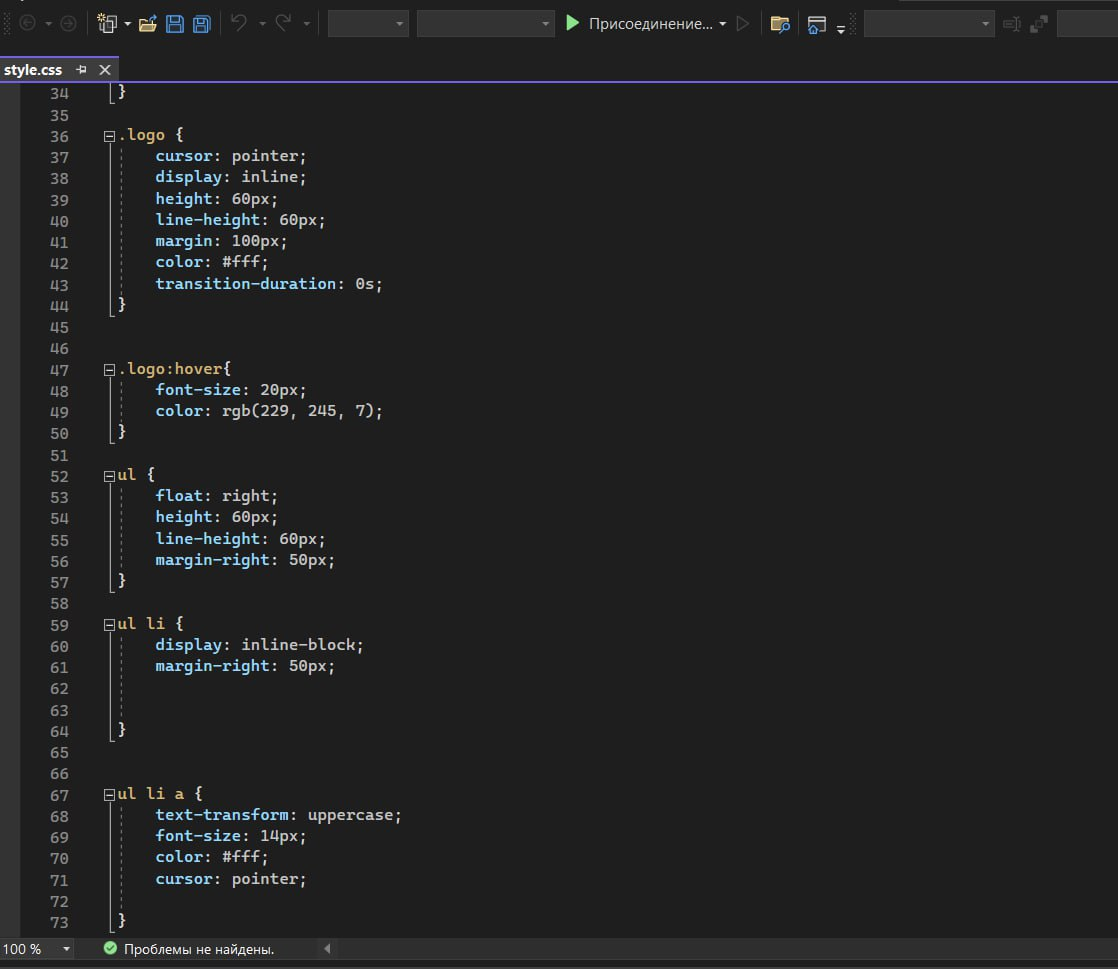 Присоединение...
style.css
34 }
35
36 .logo {
37 cursor: pointer;
38 display: inline;
39 height: 60px;
40 line-height: 60px;
41 margin: 100px;
42 color: #fff;
43 transition-duration: 0s;
44 }
45
46
47 .logo:hover{
48 font-size: 20px;
49 color: rgb(229, 245, 7);
50 }
51
52 ul {
53 float: right;
54 height: 60px;
55 line-height: 60px;
56 margin-right: 50px;
57 }
58
59 ul li {
60 display: inline-block;
61 margin-right: 50px;
62
63
64 }
65
66
67 ul li a {
68 text-transform: uppercase;
69 font-size: 14px;
70 color: #fff;
71 cursor: pointer;
72
73 }
100 % Проблемы не найдены.